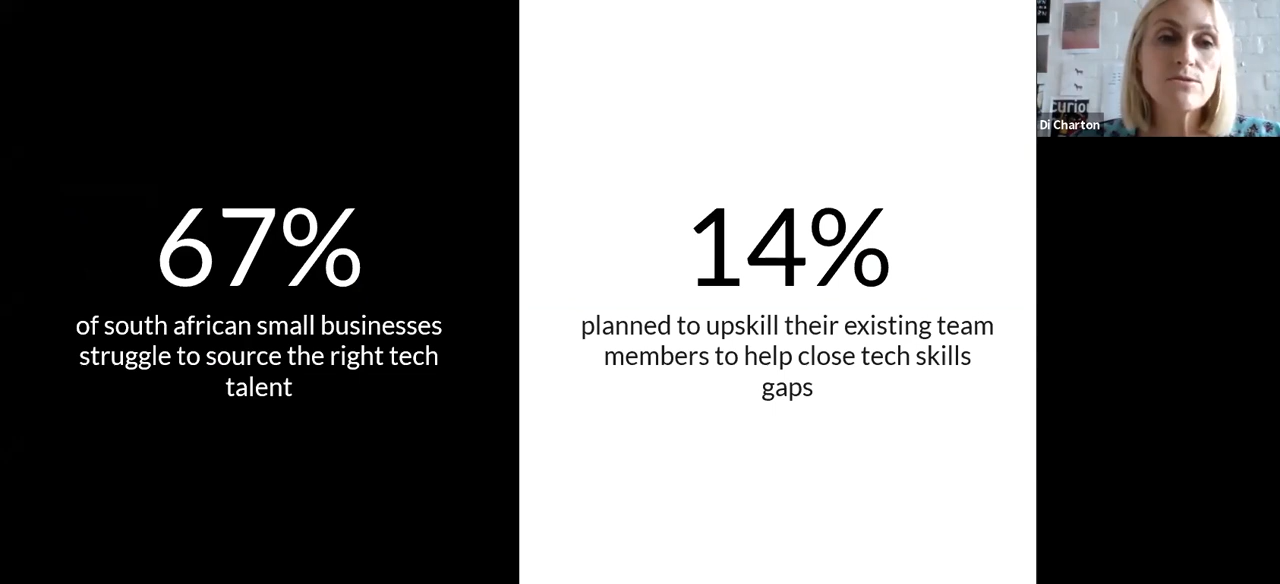 67%
of south african small businesses
struggle to source the right tech
talent
14%
planned to upskill their existing team
members to help close tech skills
gaps
curio
Di Charton